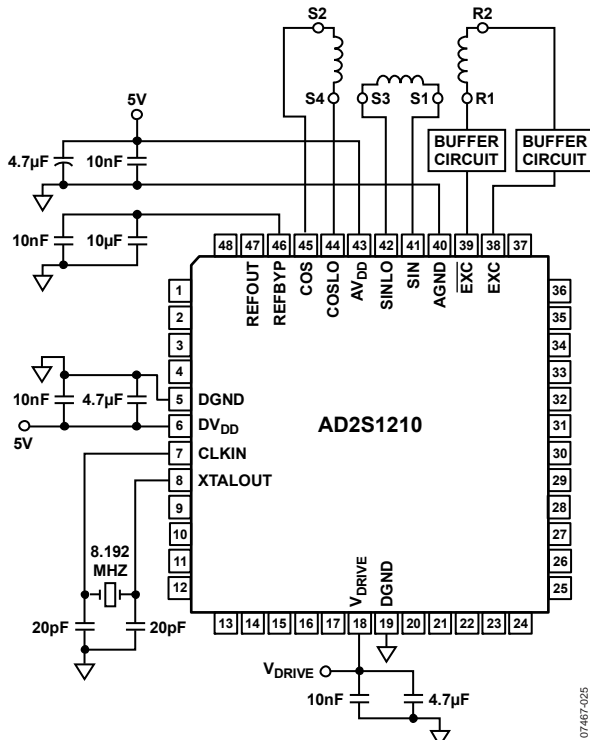 S2
R2
5V
S4
S3
S1
R1
4.7µF
10nF
BUFFER
CIRCUIT
BUFFER
CIRCUIT
10nF
10µF
48
47
46
45
44
43
42
41
40
39
38
37
REFOUT
REFBYP
COS
COSLO
AVDD
SINLO
SIN
AGND
EXC
EXC
1
2
3
4
5
6
7
8
9
10
11
12
36
35
34
33
32
31
30
29
28
27
26
25
10nF
4.7µF
5V
DGND
DVDD
CLKIN
XTALOUT
AD2S1210
8.192
MHZ
20pF
20pF
VDRIVE
DGND
13
14
15
16
17
18
19
20
21
22
23
24
VDRIVE
10nF
4.7µF
07467-025